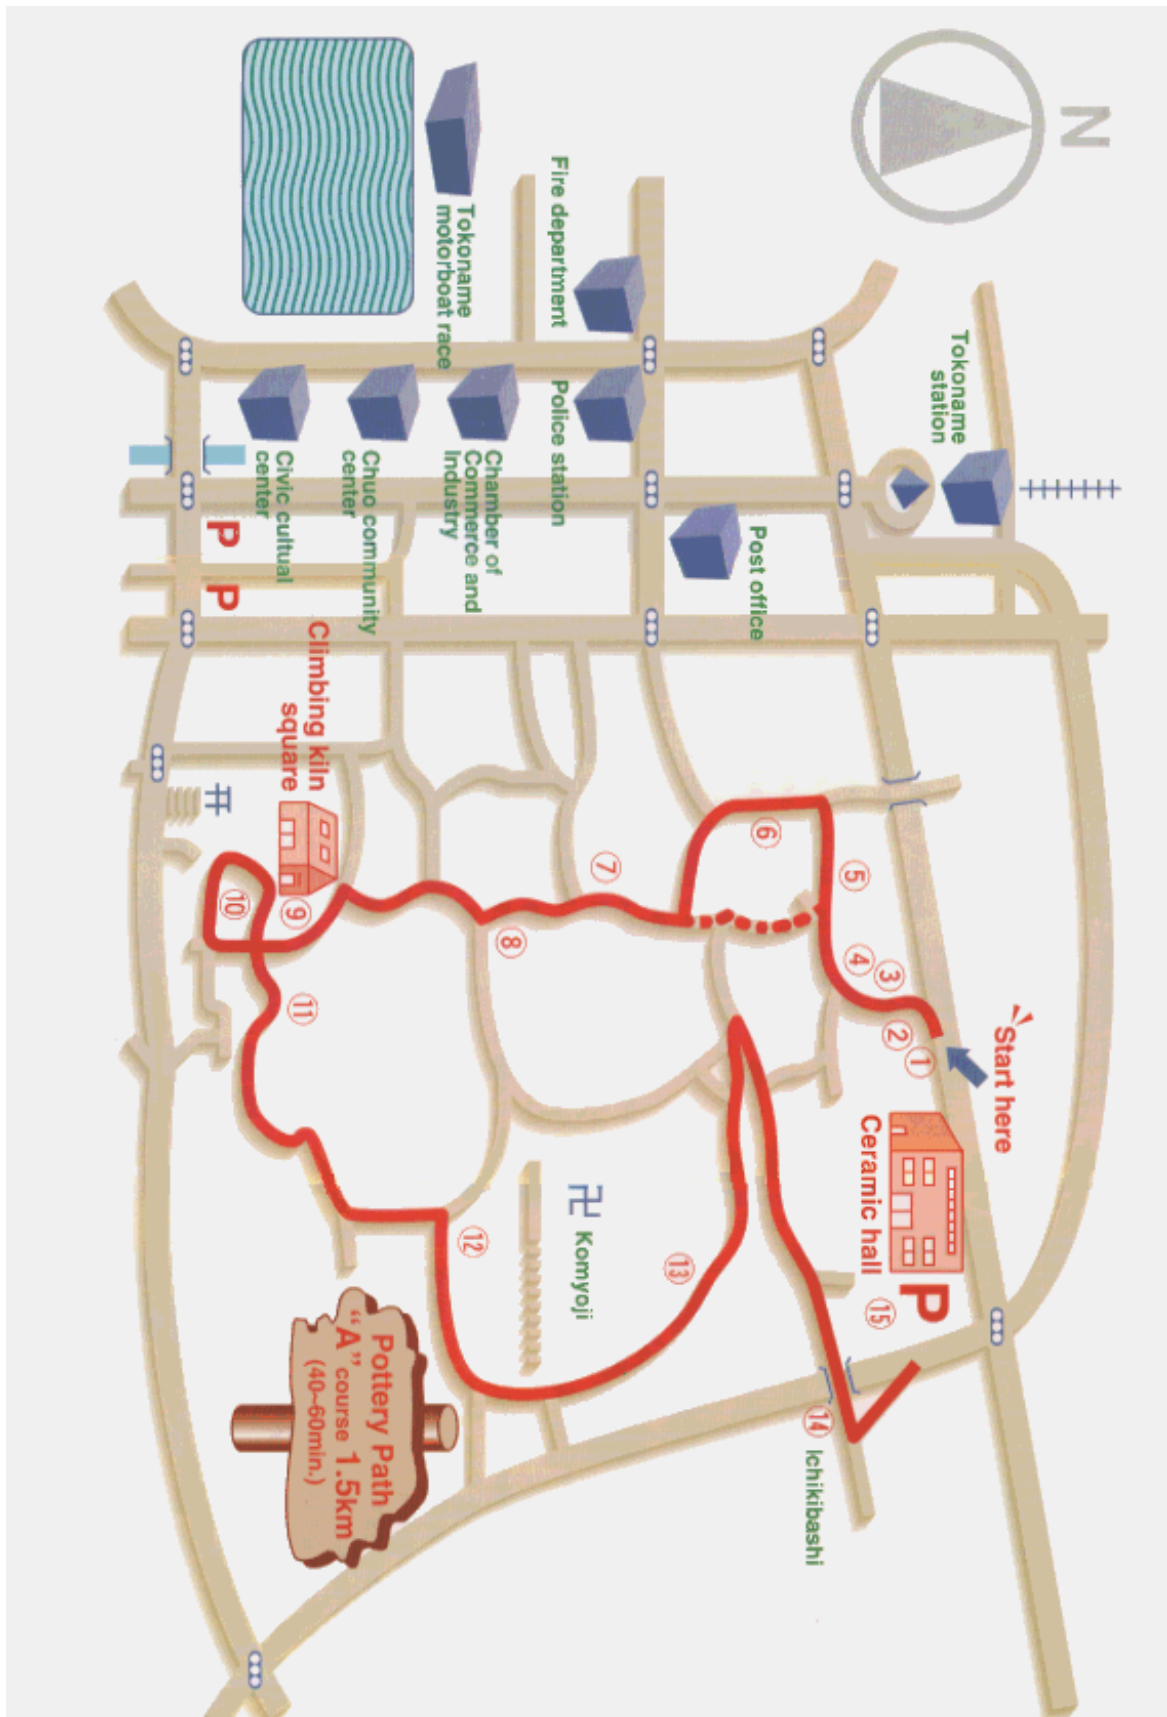 N
Tokoname
station
Fire department
Tokoname
motorboat race
Police station
Post office
Chamber of
Commerce and
Industry
Chuo community
center
Civic cultual
center
P
P
Climbing kiln
square
Start here
Ceramic hall
P
①
②
③
④
⑤
⑥
⑦
⑧
⑨
⑩
⑪
⑫
⑬
⑭
⑮
卍
Komyoji
Ichikibashi
Pottery Path
“A” course 1.5km
(40~60min.)